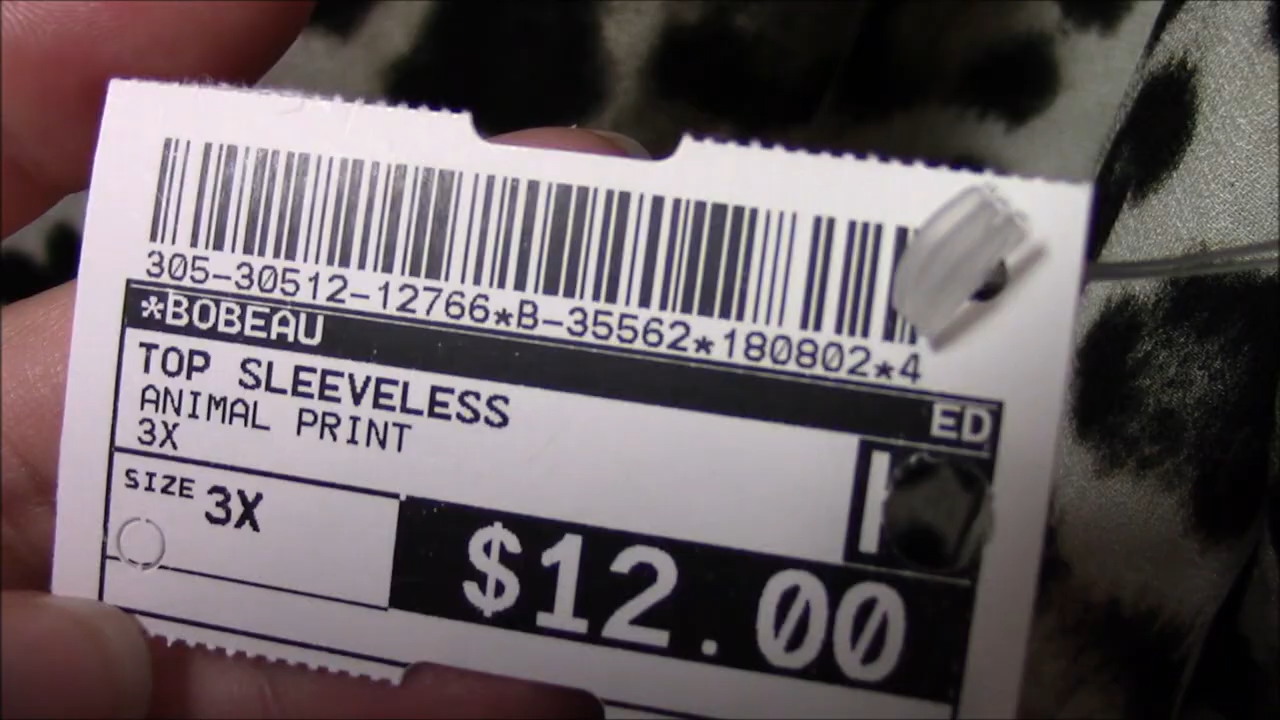 305-30512-12766*B-35562*180802*4
*BOBEAU
ED
TOP SLEEVELESS
ANIMAL PRINT
3X
SIZE 3X
$12.00